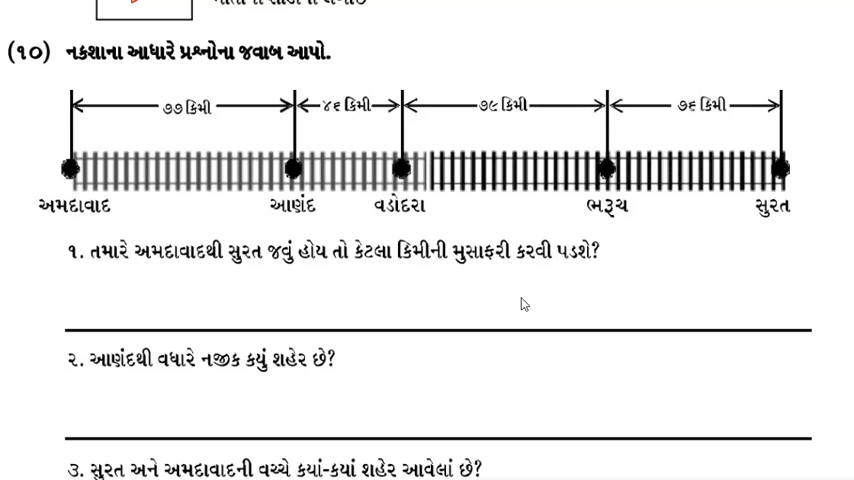 (૧૦) નકશાના આધારે પ્રશ્નોના જવાબ આપો.
૭૭ કિમી ૪૬ કિમી ૭૯ કિમી ૭૬ કિમી
અમદાવાદ આણંદ વડોદરા ભરૂચ સુરત
૧. તમારે અમદાવાદથી સુરત જવું હોય તો કેટલા કિમીની મુસાફરી કરવી પડશે?
૨. આણંદથી વધારે નજીક કયું શહેર છે?
૩. સુરત અને અમદાવાદની વચ્ચે કયાં-કયાં શહેર આવેલાં છે?